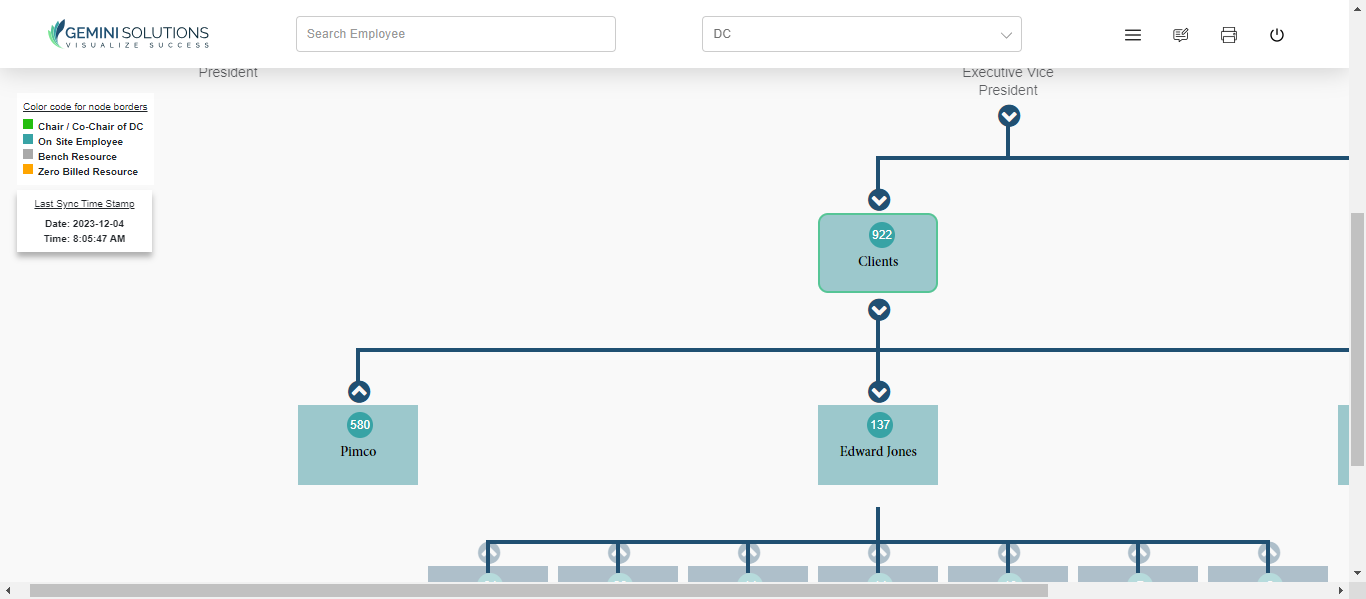 GEMINI SOLUTIONS
VISUALIZE SUCCESS
Search Employee
DC
President
Executive Vice
President
Color code for node borders
Chair / Co-Chair of DC
On Site Employee
Bench Resource
Zero Billed Resource
Last Sync Time Stamp
Date: 2023-12-04
Time: 8:05:47 AM
922
Clients
580
Pimco
137
Edward Jones